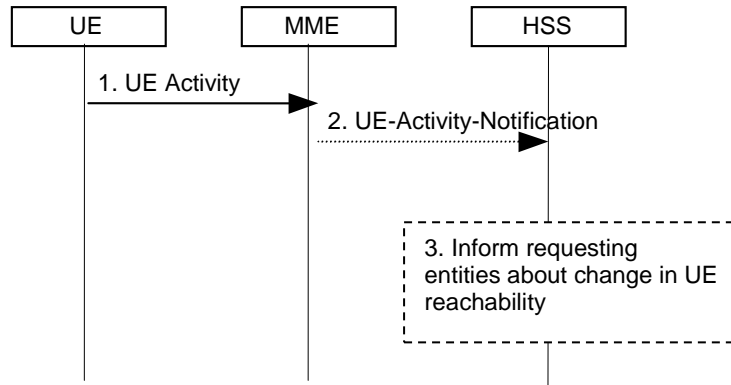 UE
MME
HSS
1. UE Activity
2. UE-Activity-Notification
3. Inform requesting
entities about change in UE
reachability